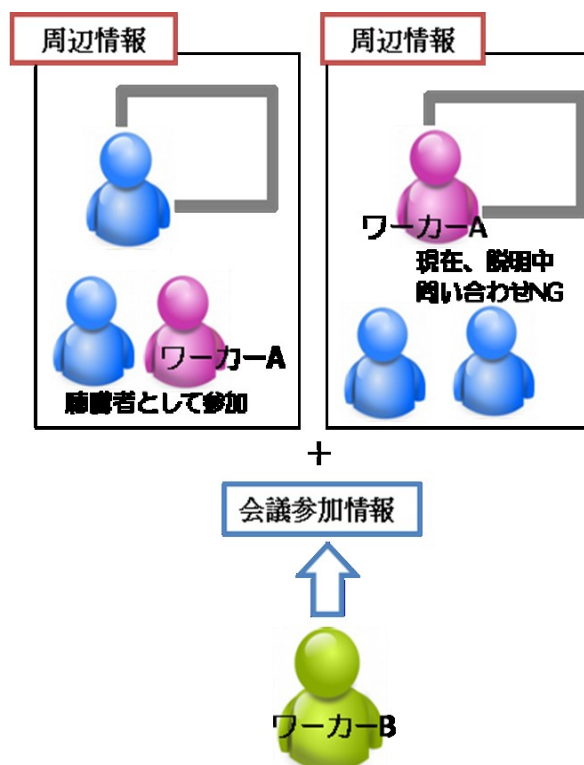 周辺情報
周辺情報
ワーカーA
現在、説明中
問い合わせNG
ワーカーA
聴講者として参加
+
会議参加情報
ワーカーB